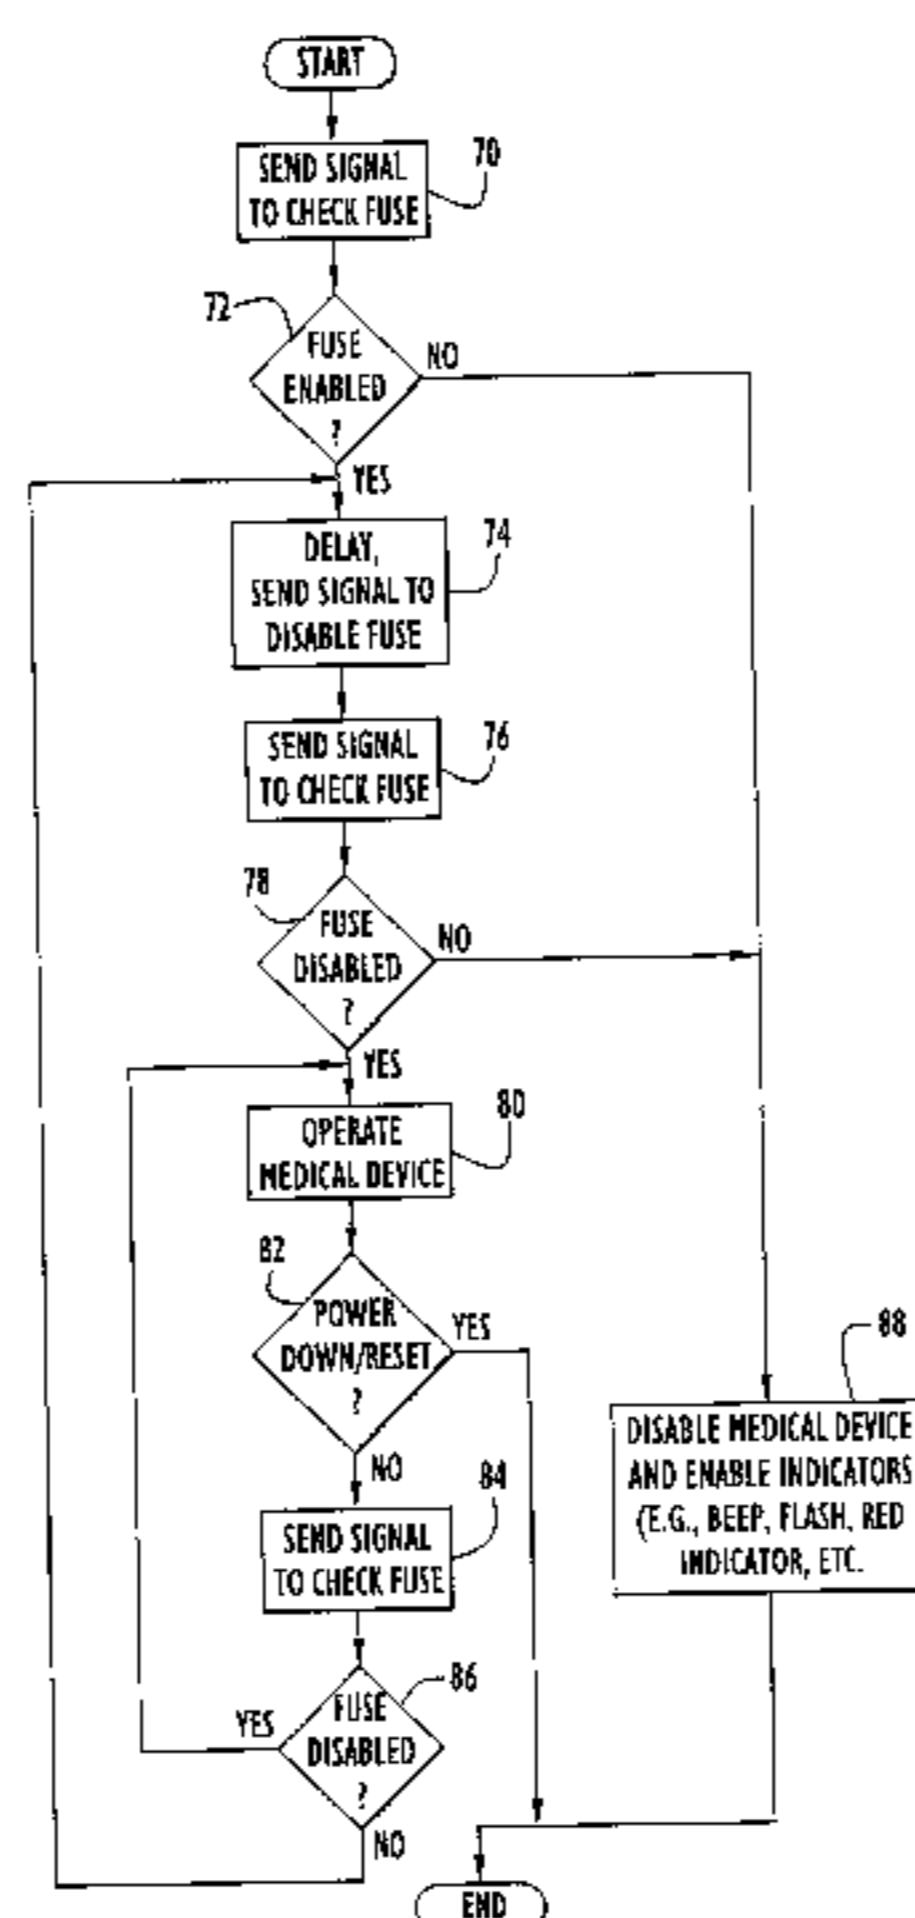 START
SEND SIGNAL
TO CHECK FUSE
70
72
FUSE
ENABLED
?
NO
YES
DELAY,
SEND SIGNAL TO
DISABLE FUSE
74
SEND SIGNAL
TO CHECK FUSE
76
78
FUSE
DISABLED
?
NO
YES
OPERATE
MEDICAL DEVICE
80
82
POWER
DOWN/RESET
?
YES
NO
88
DISABLE MEDICAL DEVICE
AND ENABLE INDICATORS
(E.G., BEEP, FLASH, RED
INDICATOR, ETC.
SEND SIGNAL
TO CHECK FUSE
84
86
FUSE
DISABLED
?
YES
NO
END